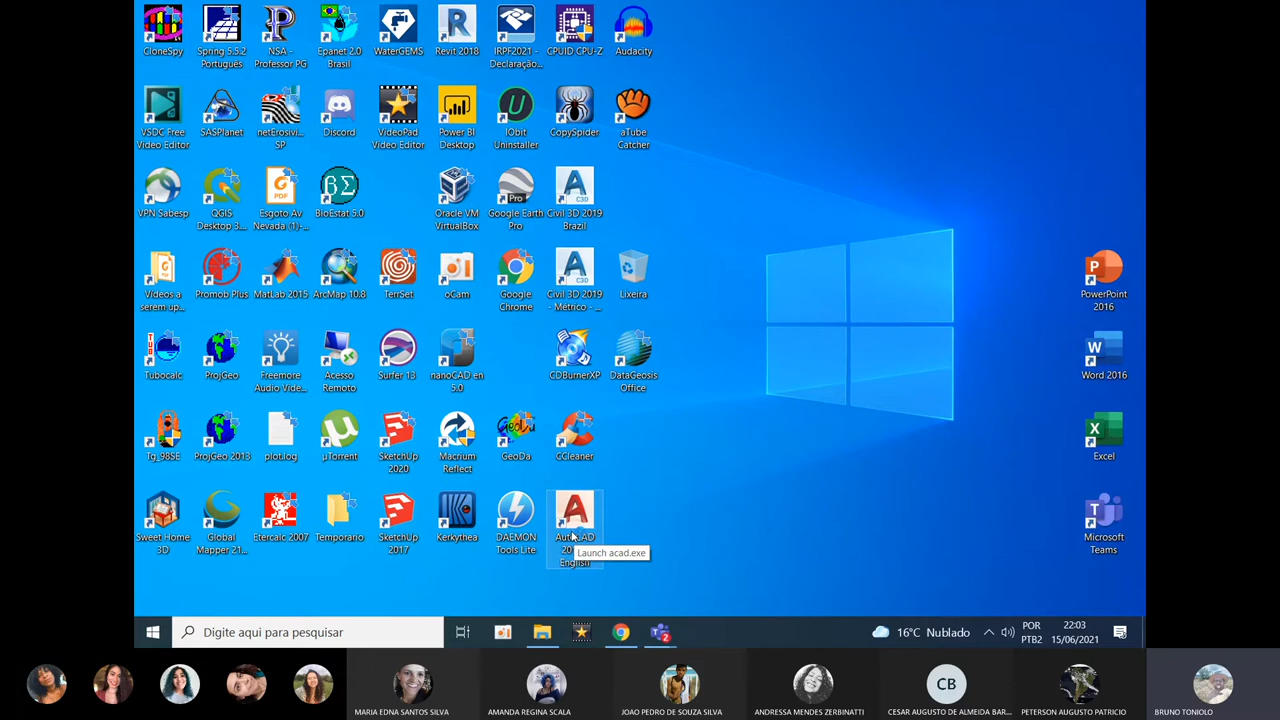 CloneSpy
Spring 5.5.2
Português
NSA -
Professor PG
Epanet 2.0
Brasil
WaterGEMS
Revit 2018
IRPF2021 -
Declaração...
CPUID CPU-Z
Audacity
VSDC Free
Video Editor
SASPlanet
netErosivi...
SP
Discord
VideoPad
Video Editor
Power BI
Desktop
IObit
Uninstaller
CopySpider
aTube
Catcher
VPN Sabesp
QGIS
Desktop 3...
PDF
Esgoto Av
Nevada (1)-...
BioEstat 5.0
Oracle VM
VirtualBox
Pro
Google Earth
Pro
C3D
Civil 3D 2019
Brazil
Videos a
serem up...
Promob Plus
MatLab 2015
ArcMap 10.8
TerrSet
oCam
Google
Chrome
C3D
Civil 3D 2019
- Métrico - ...
Lixeira
PowerPoint
2016
Tubocalc
ProjGeo
Freemore
Audio Vide...
Acesso
Remoto
Surfer 13
nanoCAD en
5.0
CDBurnerXP
DataGeosis
Office
Word 2016
Tg_98SE
ProjGeo 2013
plot.log
µTorrent
SketchUp
2020
Macrium
Reflect
GeoDa
CCleaner
Excel
Sweet Home
3D
Global
Mapper 21...
Etercalc 2007
Temporario
SketchUp
2017
Kerkythea
DAEMON
Tools Lite
English
Launch acad.exe
Microsoft
Teams
Digite aqui para pesquisar
16°C Nublado
POR
PTB2
22:03
15/06/2021
MARIA EDNA SANTOS SILVA
AMANDA REGINA SCALA
JOAO PEDRO DE SOUZA SILVA
ANDRESSA MENDES ZERBINATTI
CB
CESAR AUGUSTO DE ALMEIDA BAR...
PETERSON AUGUSTO PATRICIO
BRUNO TONIOLO